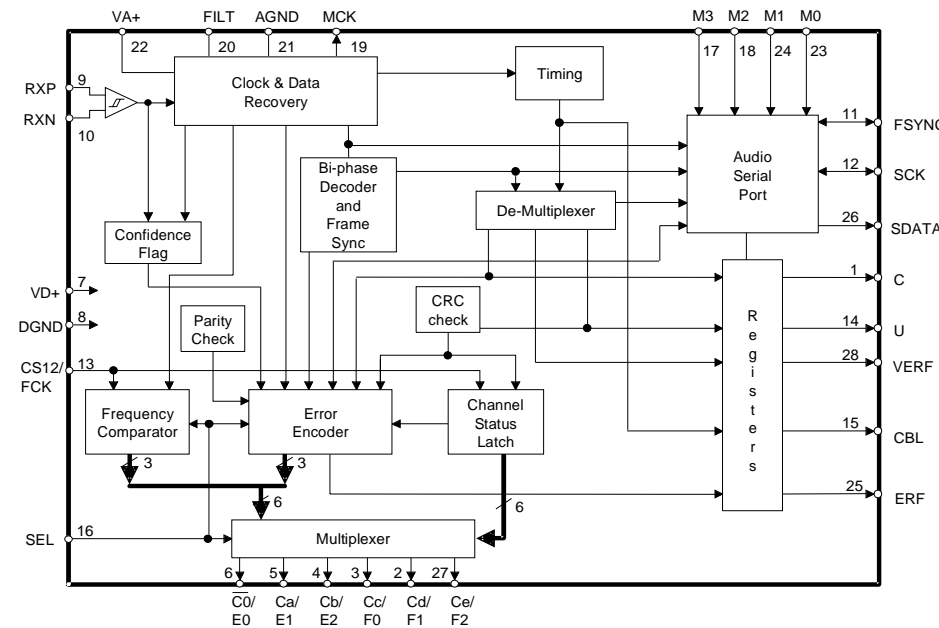 VA+ FILT AGND MCK M3 M2 M1 M0
22 20 21 19 17 18 24 23
RXP 9
RXN 10
Clock & Data
Recovery
Timing
Audio
Serial
Port
11 FSYNC
12 SCK
26 SDATA
Bi-phase
Decoder
and
Frame
Sync
De-Multiplexer
Confidence
Flag
VD+ 7
DGND 8
Parity
Check
CRC
check
Registers
1 C
14 U
28 VERF
15 CBL
25 ERF
CS12/
FCK
13
Frequency
Comparator
Error
Encoder
Channel
Status
Latch
3 3
6 6
SEL 16
Multiplexer
6 5 4 3 2 27
C̅0̅/ Ca/ Cb/ Cc/ Cd/ Ce/
E0 E1 E2 F0 F1 F2